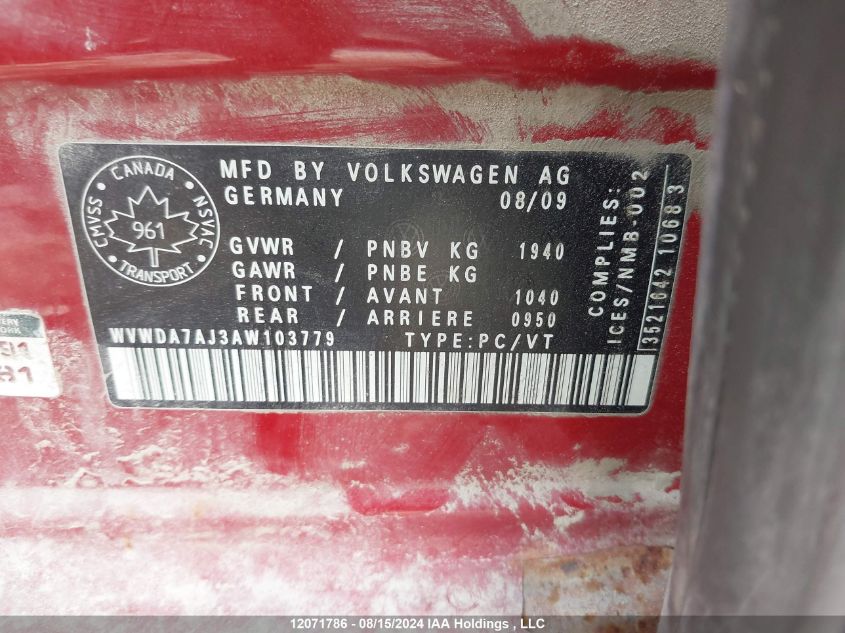 CANADA
CMVSS
NSVAC
961
TRANSPORT
MFD BY VOLKSWAGEN AG
GERMANY 08/09
GVWR / PNBV KG 1940
GAWR / PNBE KG
FRONT / AVANT 1040
REAR / ARRIERE 0950
WVWDA7AJ3AW103779 TYPE:PC/VT
COMPLIES:
ICES/NMB-002
3521642 10683
12071786 - 08/15/2024 IAA Holdings , LLC